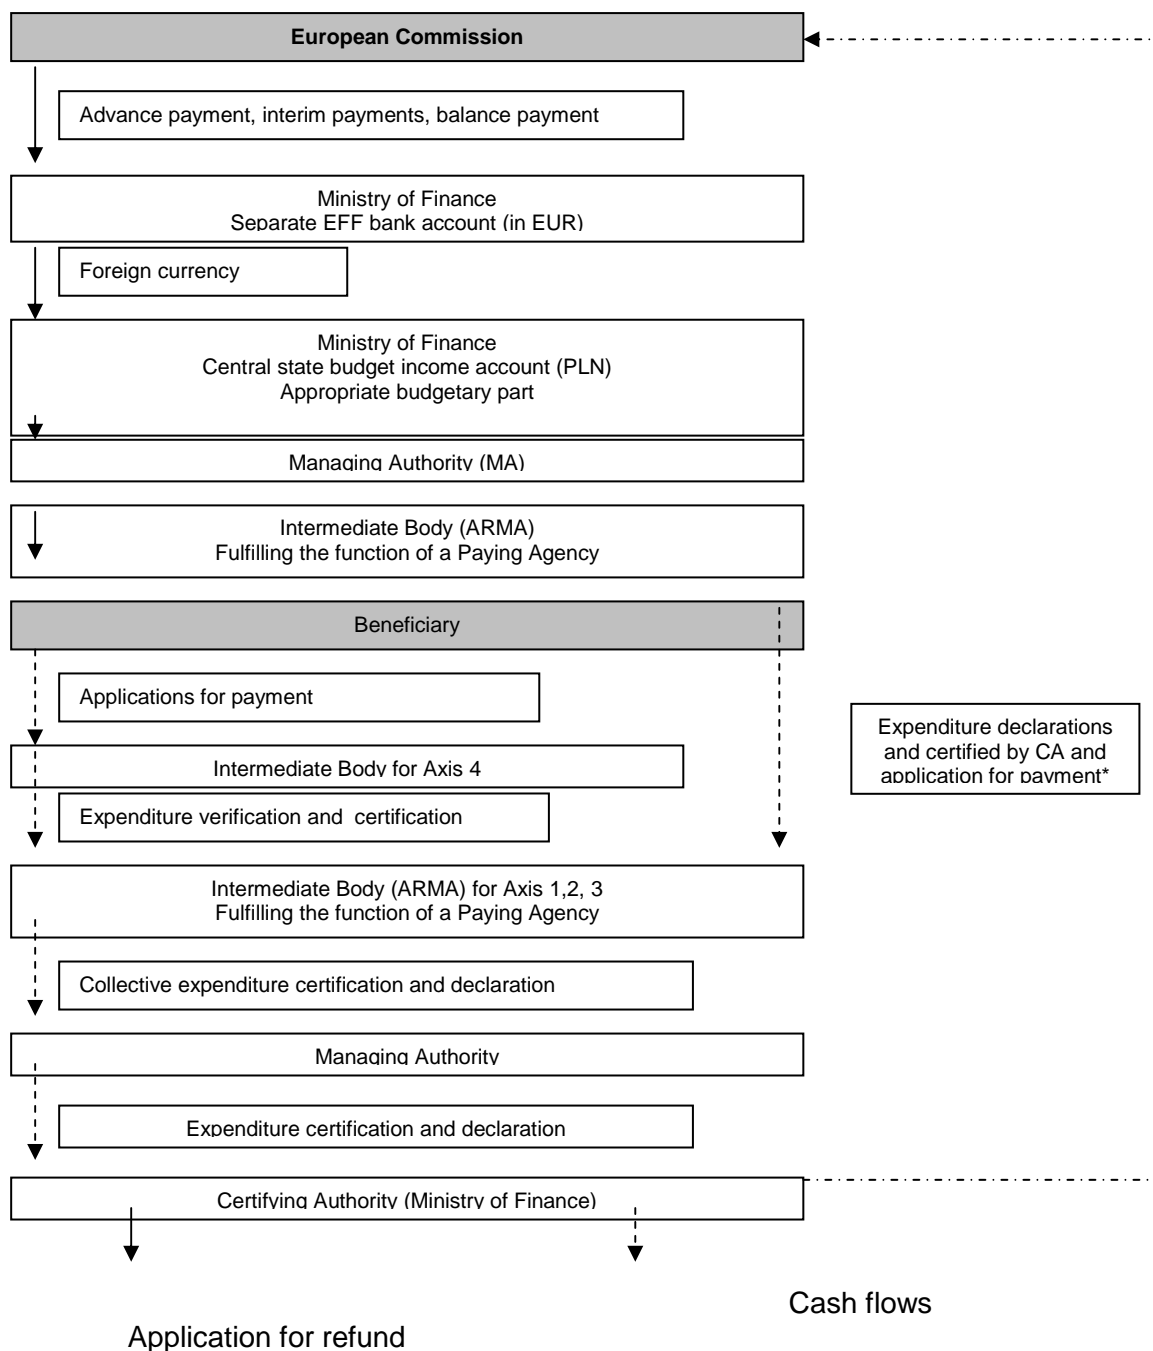 European Commission
Advance payment, interim payments, balance payment
Ministry of Finance
Separate EFF bank account (in EUR)
Foreign currency
Ministry of Finance
Central state budget income account (PLN)
Appropriate budgetary part
Managing Authority (MA)
Intermediate Body (ARMA)
Fulfilling the function of a Paying Agency
Beneficiary
Applications for payment
Expenditure declarations
and certified by CA and
application for payment*
Intermediate Body for Axis 4
Expenditure verification and certification
Intermediate Body (ARMA) for Axis 1,2, 3
Fulfilling the function of a Paying Agency
Collective expenditure certification and declaration
Managing Authority
Expenditure certification and declaration
Certifying Authority (Ministry of Finance)
Cash flows
Application for refund